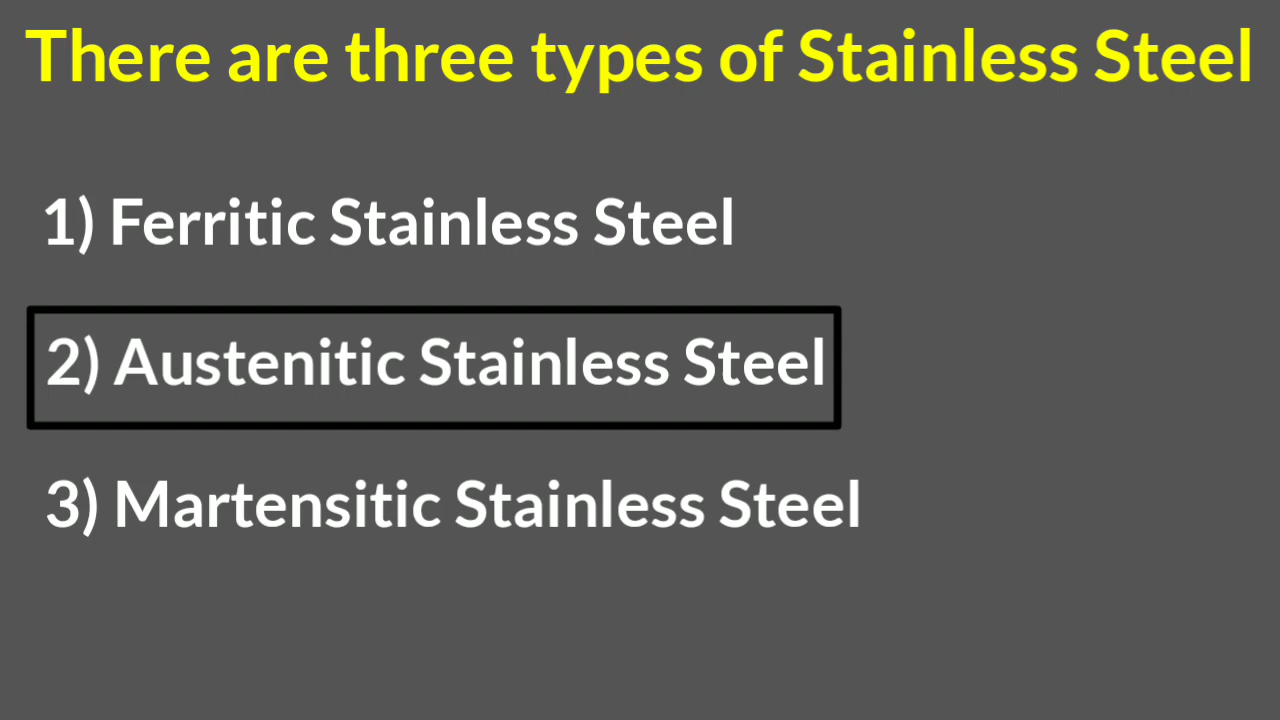 There are three types of Stainless Steel
1) Ferritic Stainless Steel
2) Austenitic Stainless Steel
3) Martensitic Stainless Steel